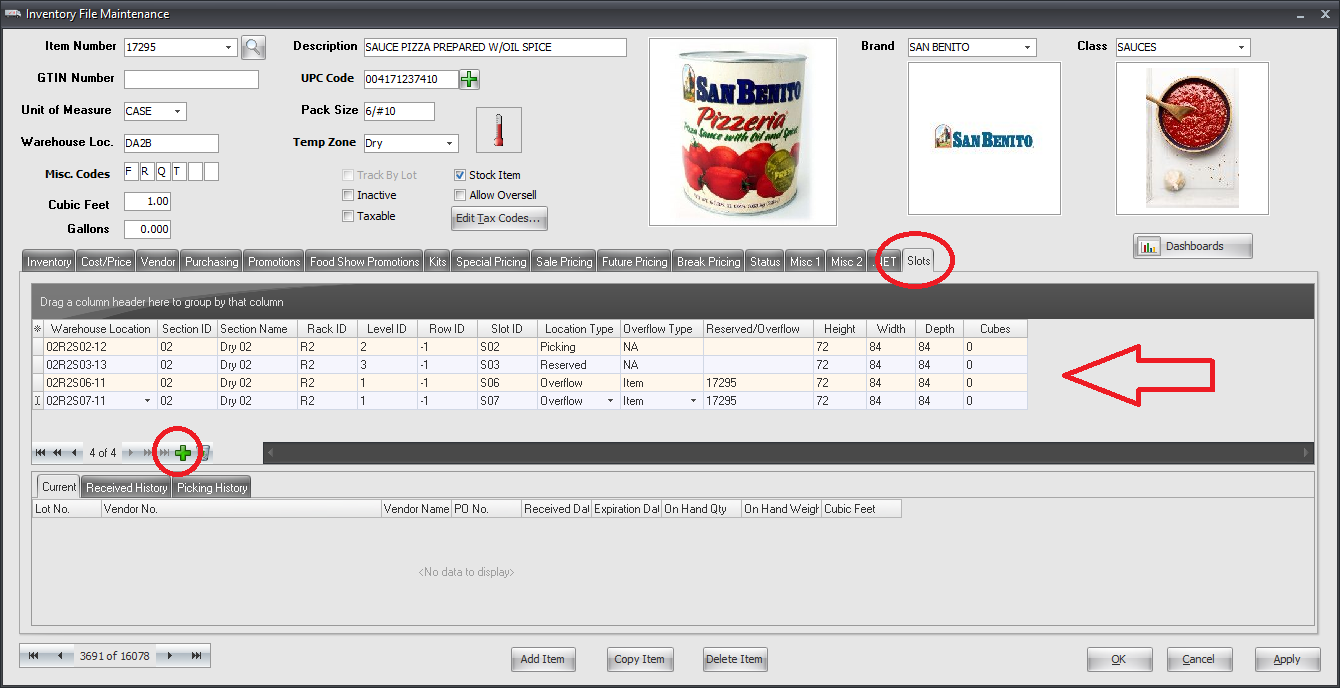 Inventory File Maintenance
Item Number 17295 Description SAUCE PIZZA PREPARED W/OIL SPICE Brand SAN BENITO Class SAUCES
GTIN Number UPC Code 004171237410
Unit of Measure CASE Pack Size 6/#10
Warehouse Loc. DA2B Temp Zone Dry
Misc. Codes F R Q T
Track By Lot Stock Item
Cubic Feet 1.00 Inactive Allow Oversell
Gallons 0.000 Taxable Edit Tax Codes...
SAN BENITO
Pizzeria
Pizza Sauce with Oil and Spice
SAN BENITO
Dashboards
Inventory Cost/Price Vendor Purchasing Promotions Food Show Promotions Kits Special Pricing Sale Pricing Future Pricing Break Pricing Status Misc 1 Misc 2 .NET Slots
Drag a column header here to group by that column
Warehouse Location Section ID Section Name Rack ID Level ID Row ID Slot ID Location Type Overflow Type Reserved/Overflow Height Width Depth Cubes
02R2S02-12 02 Dry 02 R2 2 -1 S02 Picking NA 72 84 84 0
02R2S03-13 02 Dry 02 R2 3 -1 S03 Reserved NA 72 84 84 0
02R2S06-11 02 Dry 02 R2 1 -1 S06 Overflow Item 17295 72 84 84 0
02R2S07-11 02 Dry 02 R2 1 -1 S07 Overflow Item 17295 72 84 84 0
4 of 4
Current Received History Picking History
Lot No. Vendor No. Vendor Name PO No. Received Dat Expiration Dat On Hand Qty On Hand Weigh Cubic Feet
<No data to display>
3691 of 16078 Add Item Copy Item Delete Item OK Cancel Apply